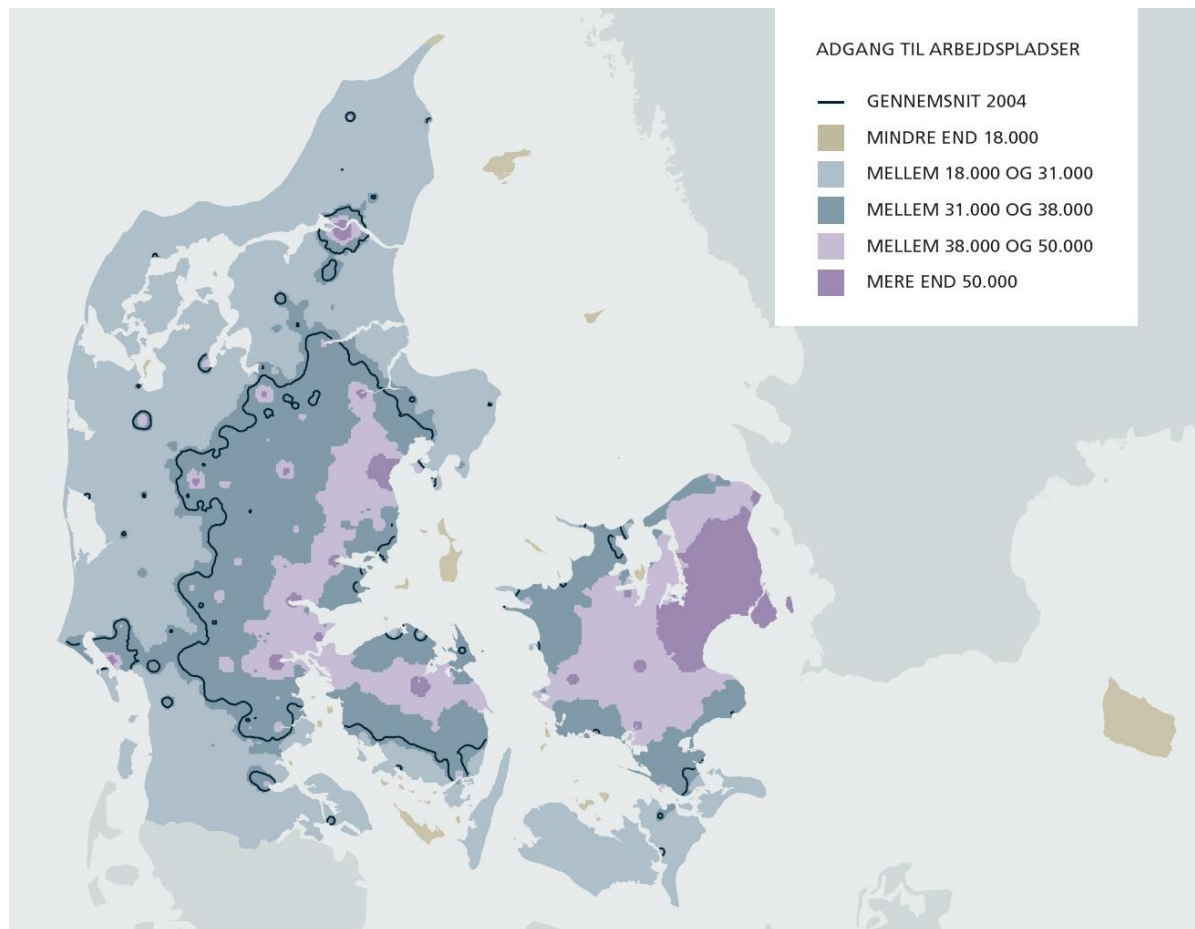 ADGANG TIL ARBEJDSPLADSER
GENNEMSNIT 2004
MINDRE END 18.000
MELLEM 18.000 OG 31.000
MELLEM 31.000 OG 38.000
MELLEM 38.000 OG 50.000
MERE END 50.000